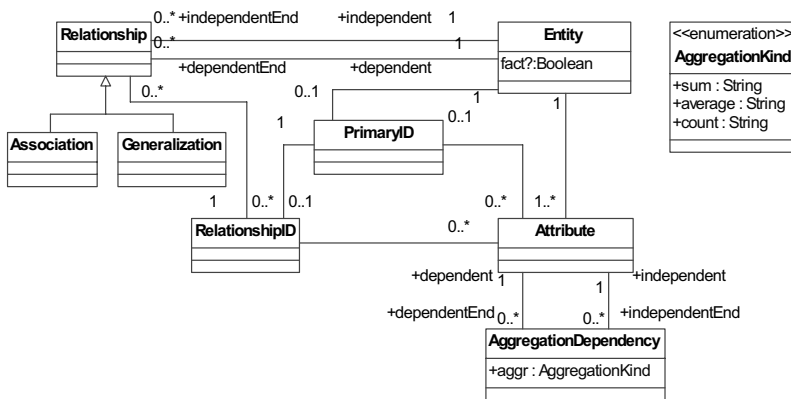 0..* +independentEnd +independent 1
Relationship
Entity
<<enumeration>>
AggregationKind
0..*
1
fact?:Boolean
+dependentEnd +dependent
+sum : String
+average : String
+count : String
0..1
1
0..*
0..1
1
1
PrimaryID
Association
Generalization
1
0..*
0..1
0..*
1..*
RelationshipID
0..*
Attribute
+dependent
1
+independent
1
+dependentEnd
0..*
0..*
+independentEnd
AggregationDependency
+aggr : AggregationKind